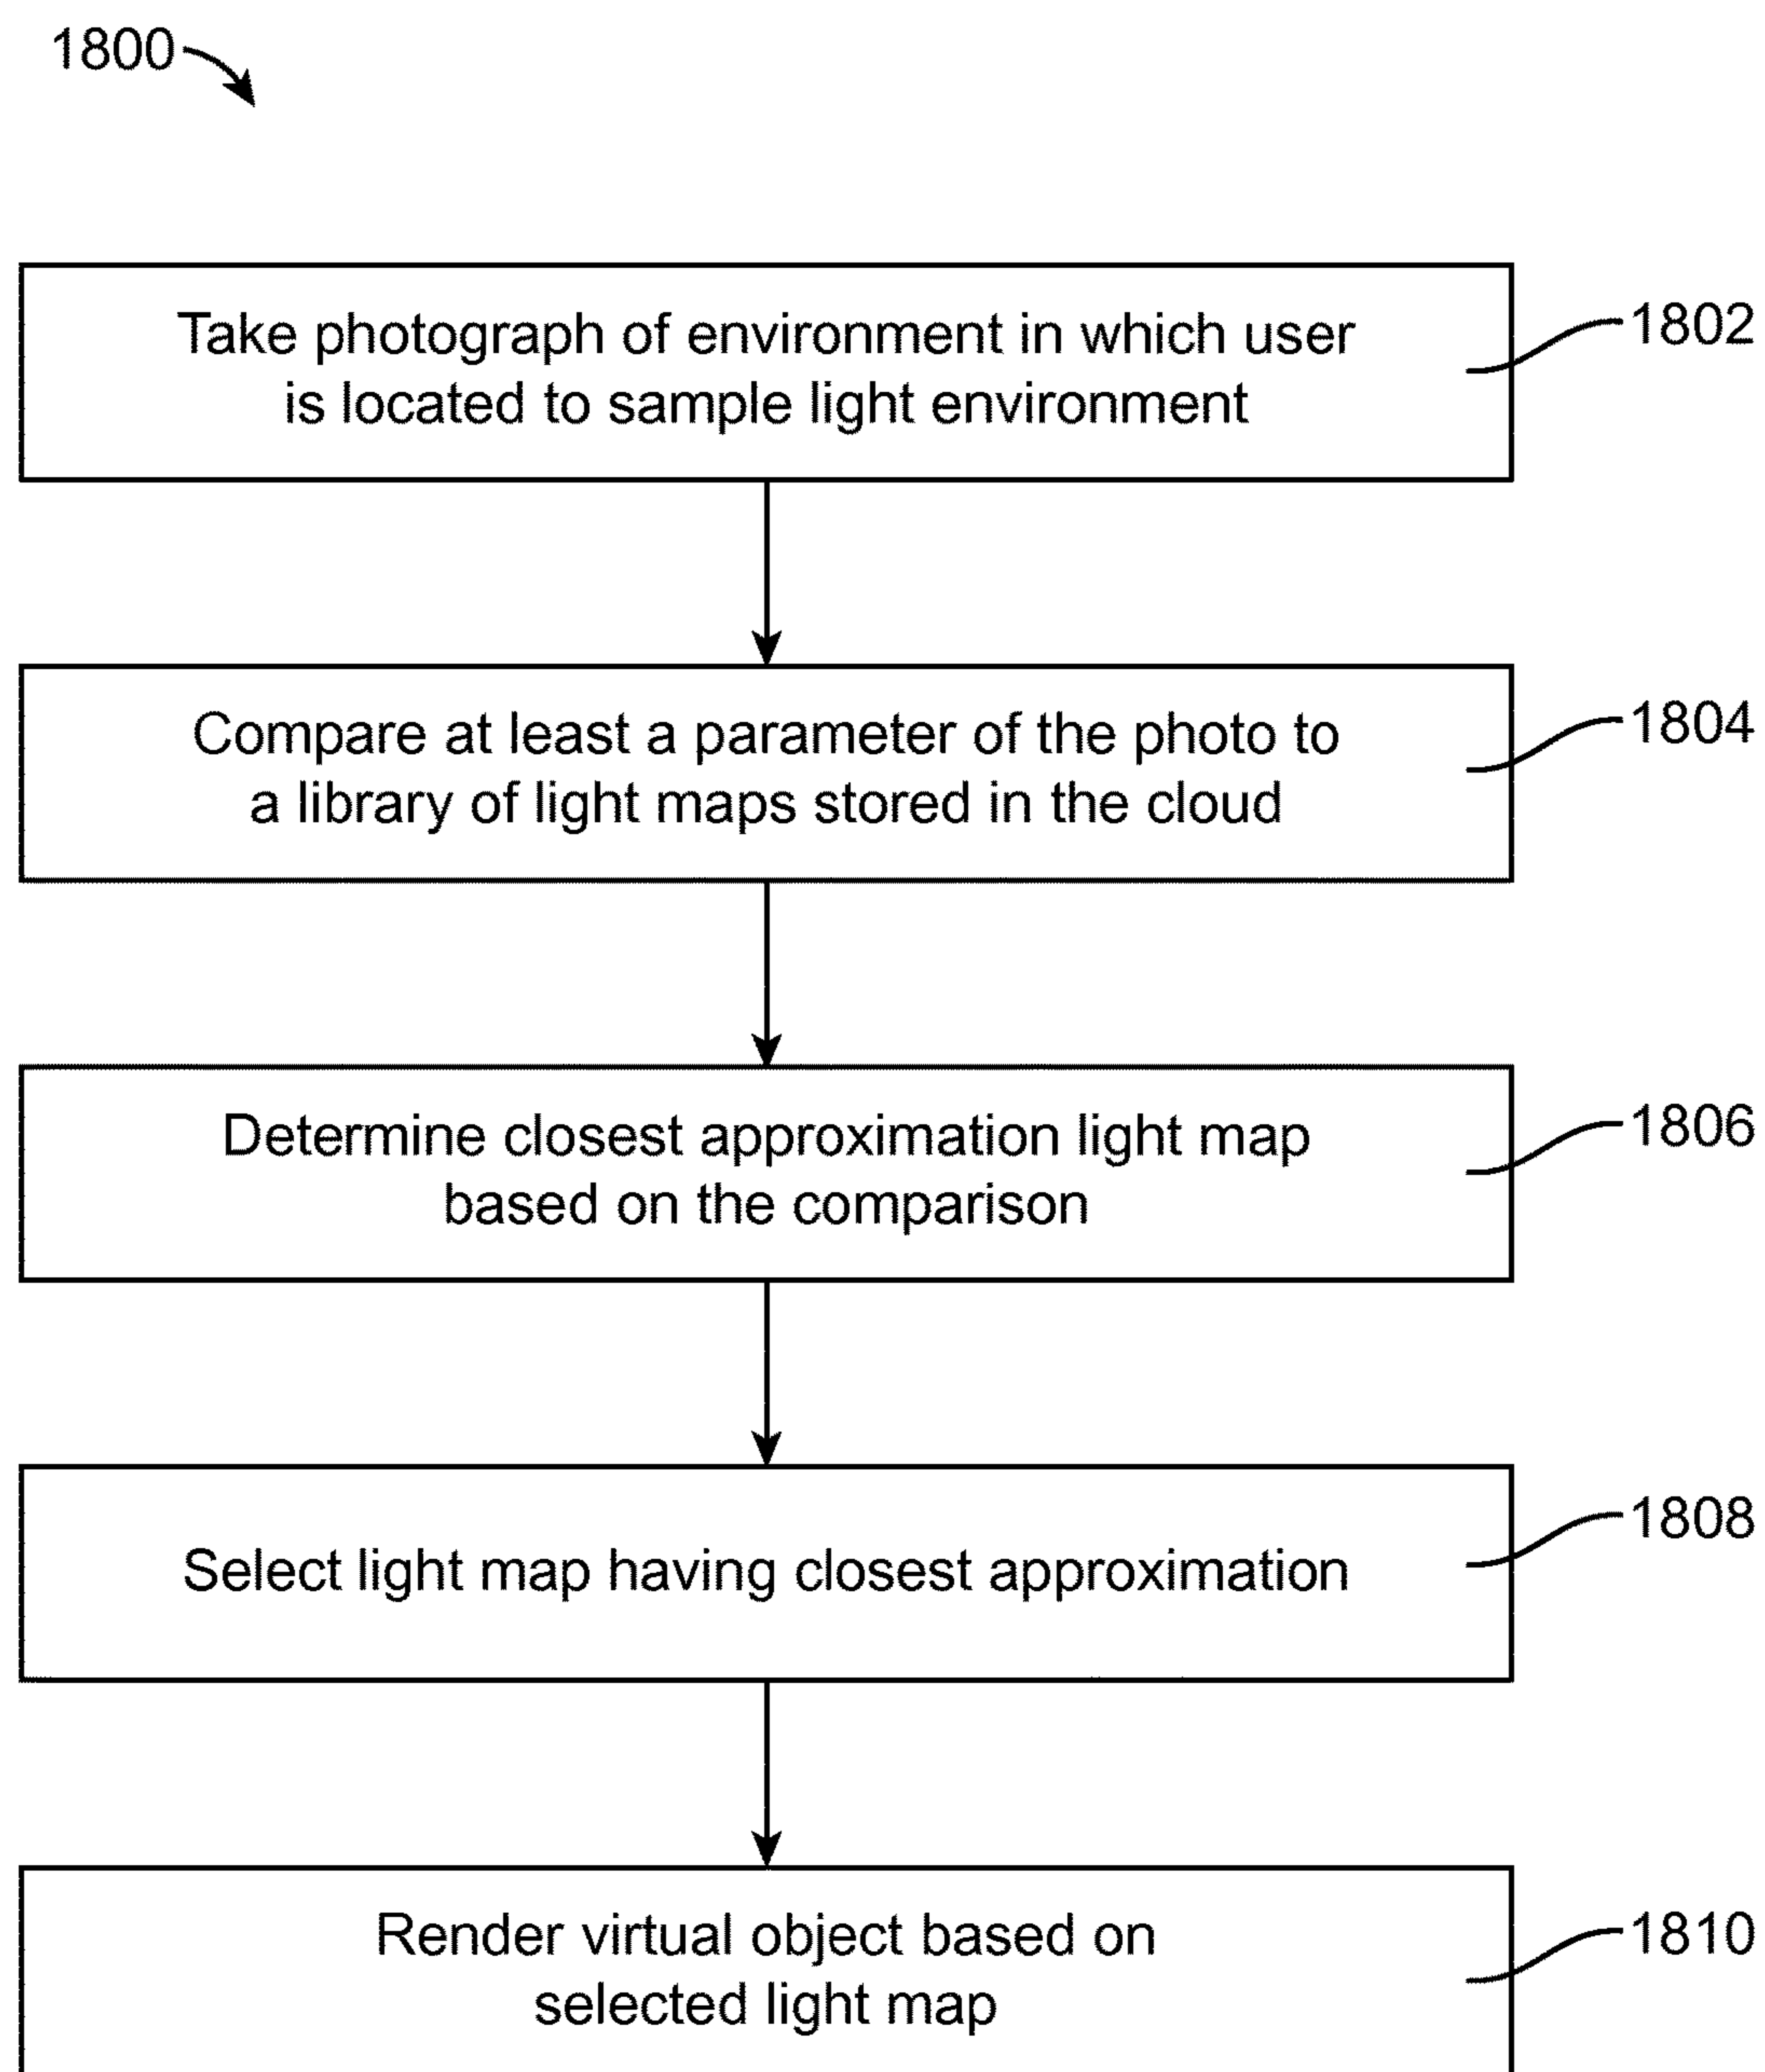 1800
Take photograph of environment in which user
is located to sample light environment
1802
Compare at least a parameter of the photo to
a library of light maps stored in the cloud
1804
Determine closest approximation light map
based on the comparison
1806
Select light map having closest approximation
1808
Render virtual object based on
selected light map
1810